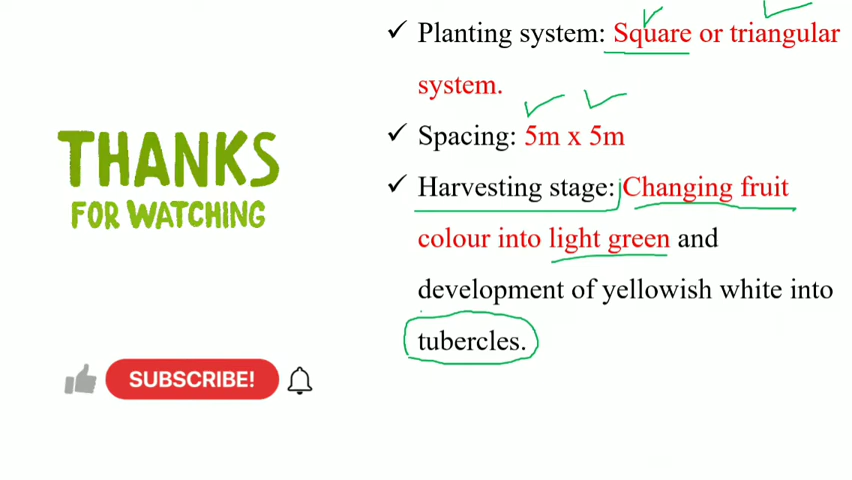 THANKS
FOR WATCHING
SUBSCRIBE!
✓ Planting system: Square or triangular
system.
✓ Spacing: 5m x 5m
✓ Harvesting stage: Changing fruit
colour into light green and
development of yellowish white into
tubercles.